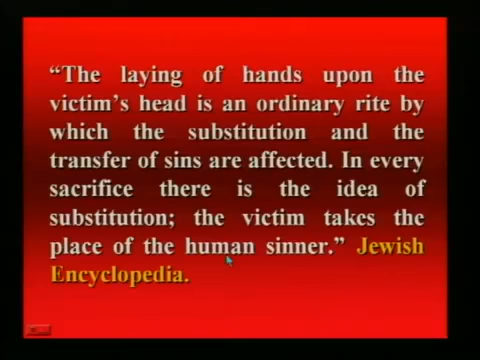 “The laying of hands upon the
victim’s head is an ordinary rite by
which the substitution and the
transfer of sins are affected. In every
sacrifice there is the idea of
substitution; the victim takes the
place of the human sinner.” Jewish
Encyclopedia.